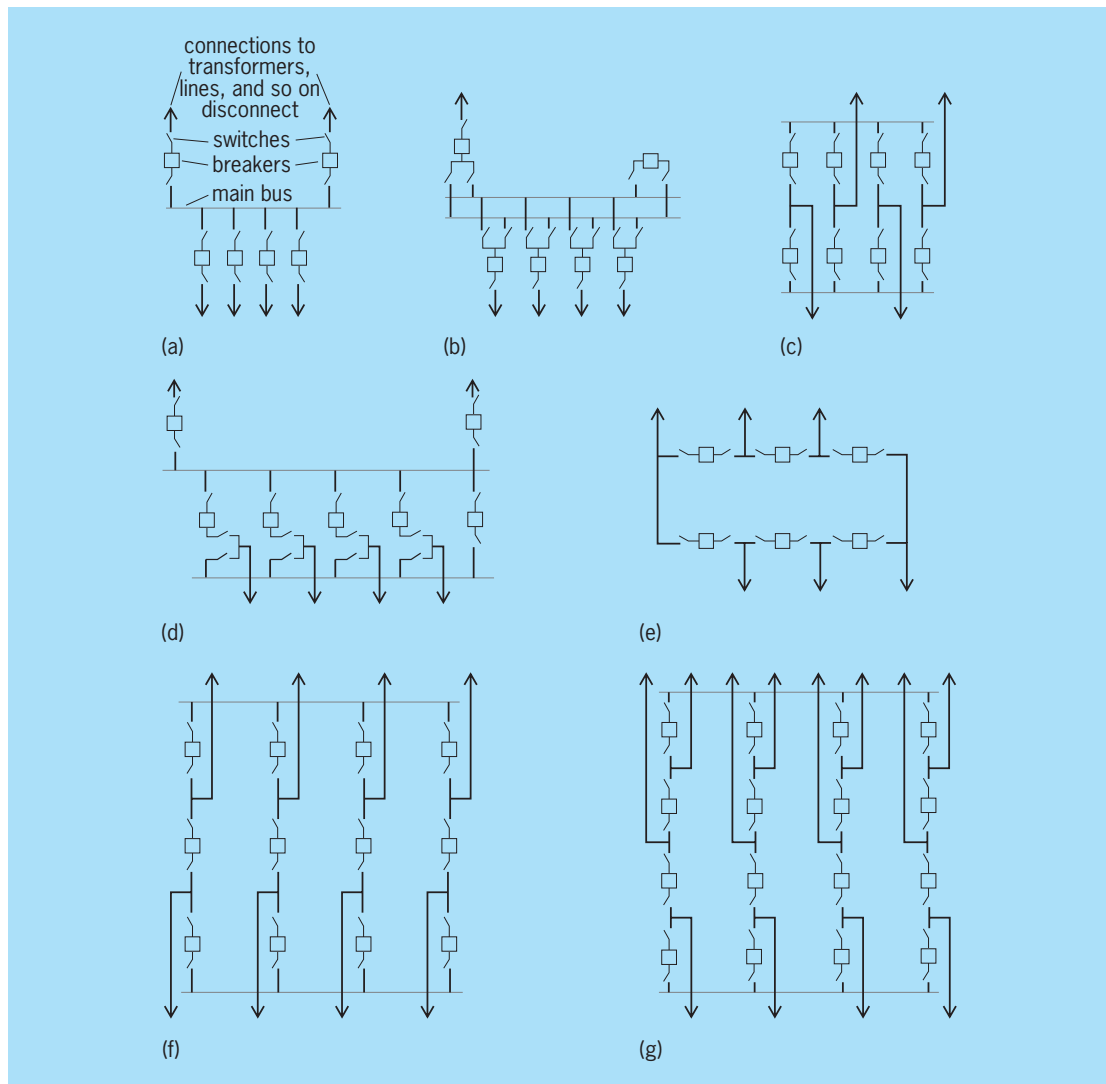 connections to
transformers,
lines, and so on
disconnect
switches
breakers
main bus
(a)
(b)
(c)
(d)
(e)
(f)
(g)